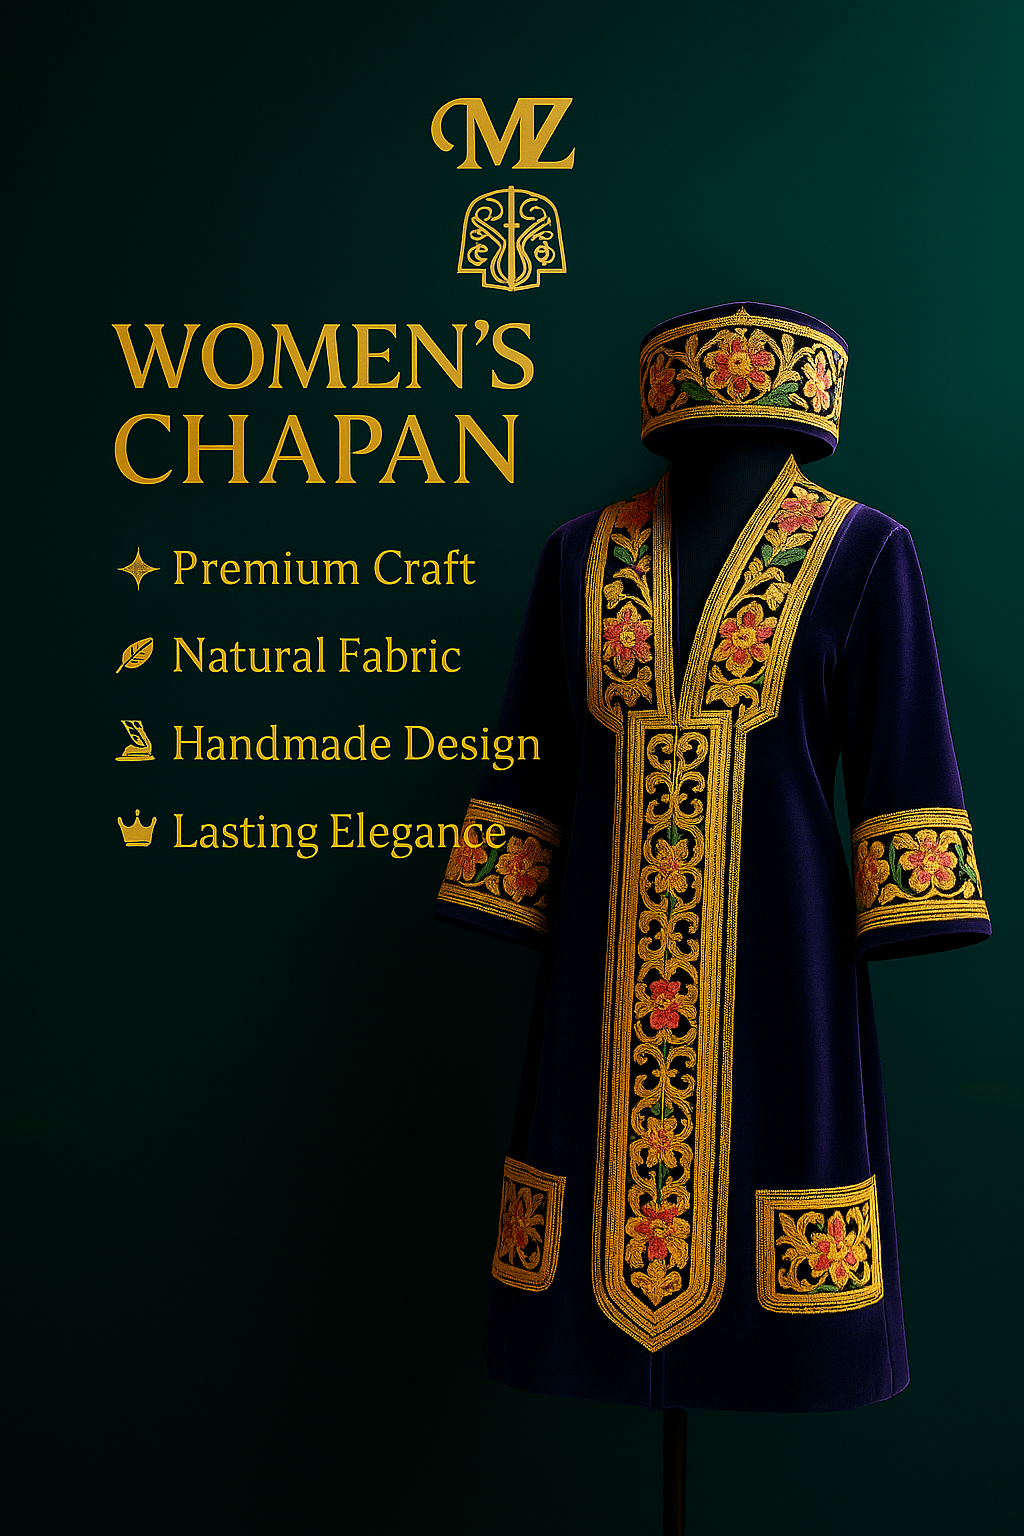 MZ
WOMEN'S
CHAPAN
Premium Craft
Natural Fabric
Handmade Design
Lasting Elegance